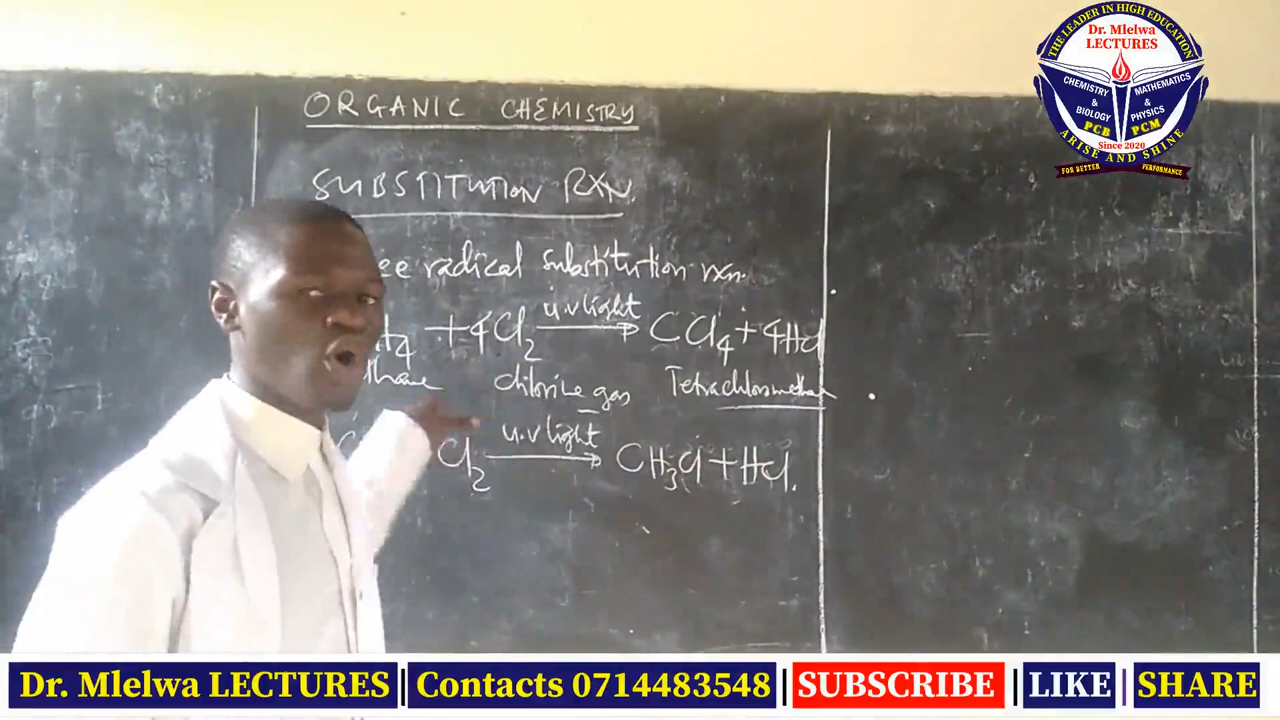 THE LEADER IN HIGH EDUCATION
Dr. Mlelwa
LECTURES
CHEMISTRY
&
BIOLOGY
PCB
MATHEMATICS
&
PHYSICS
PCM
Since 2020
ARISE AND SHINE
FOR BETTER PERFORMANCE
ORGANIC CHEMISTRY
SUBSTITUTION RXN.
ee radical substitution rxn.
u.v light
H4 + 4Cl2 → CCl4 + 4HCl
thane chlorine gas Tetrachloromethane
u.v light
C Cl2 → CH3Cl + HCl.
Dr. Mlelwa LECTURES | Contacts 0714483548 | SUBSCRIBE | LIKE | SHARE